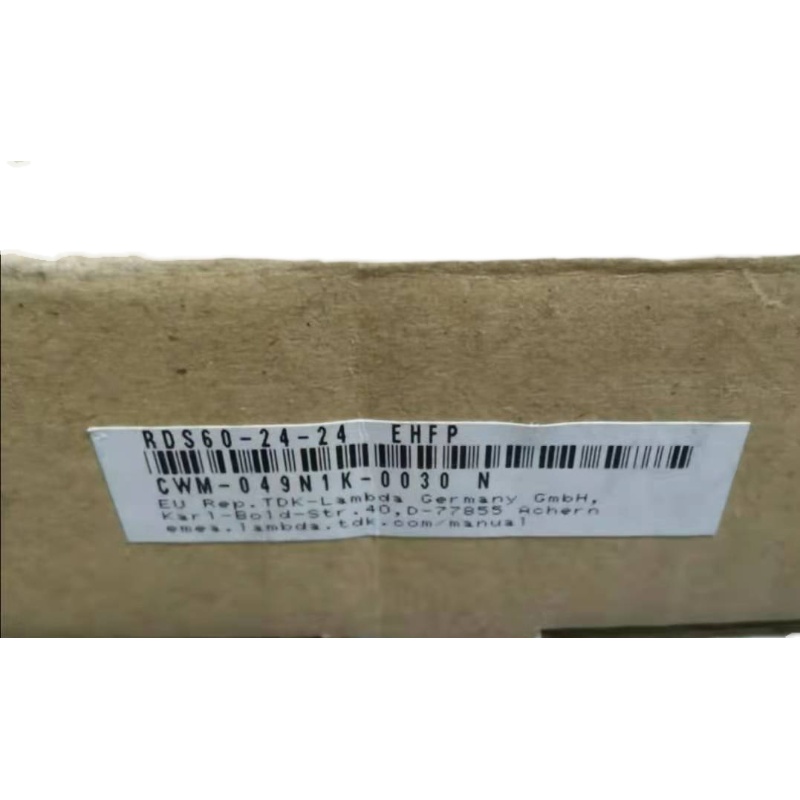 RDS60-24-24 EHFP
CWM-049N1K-0030 N
EU Rep.TDK-Lambda Germany GmbH,
Karl-Bold-Str.40,D-77855 Achern
emea.lambda.tdk.com/manual